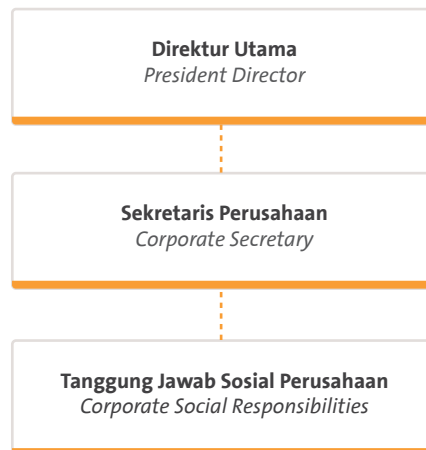 Direktur Utama
President Director
Sekretaris Perusahaan
Corporate Secretary
Tanggung Jawab Sosial Perusahaan
Corporate Social Responsibilities